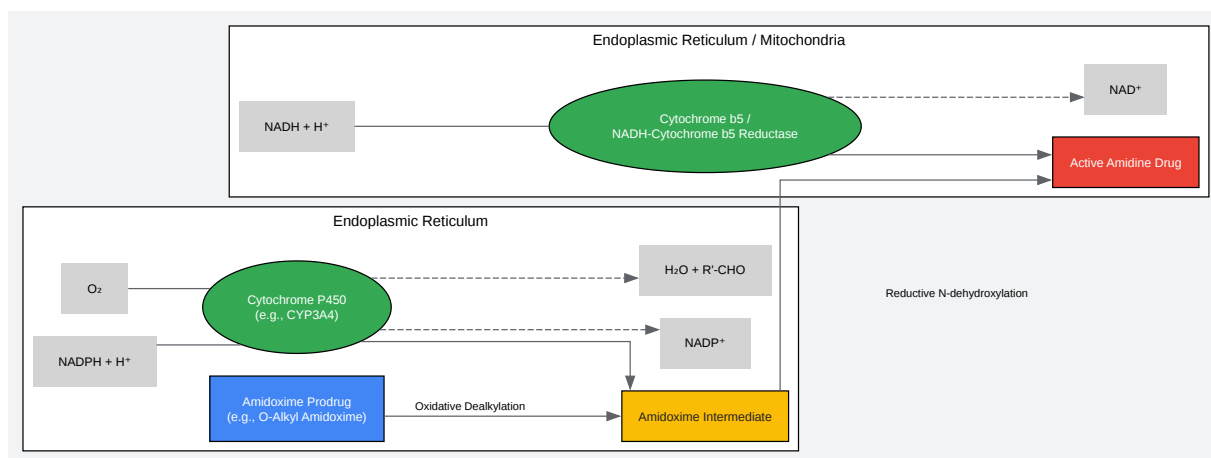 Endoplasmic Reticulum / Mitochondria
NADH + H⁺
Cytochrome b5 /
NADH-Cytochrome b5 Reductase
NAD⁺
Active Amidine Drug
Endoplasmic Reticulum
O₂
Cytochrome P450
(e.g., CYP3A4)
H₂O + R'-CHO
NADPH + H⁺
NADP⁺
Reductive N-dehydroxylation
Amidoxime Prodrug
(e.g., O-Alkyl Amidoxime)
Oxidative Dealkylation
Amidoxime Intermediate